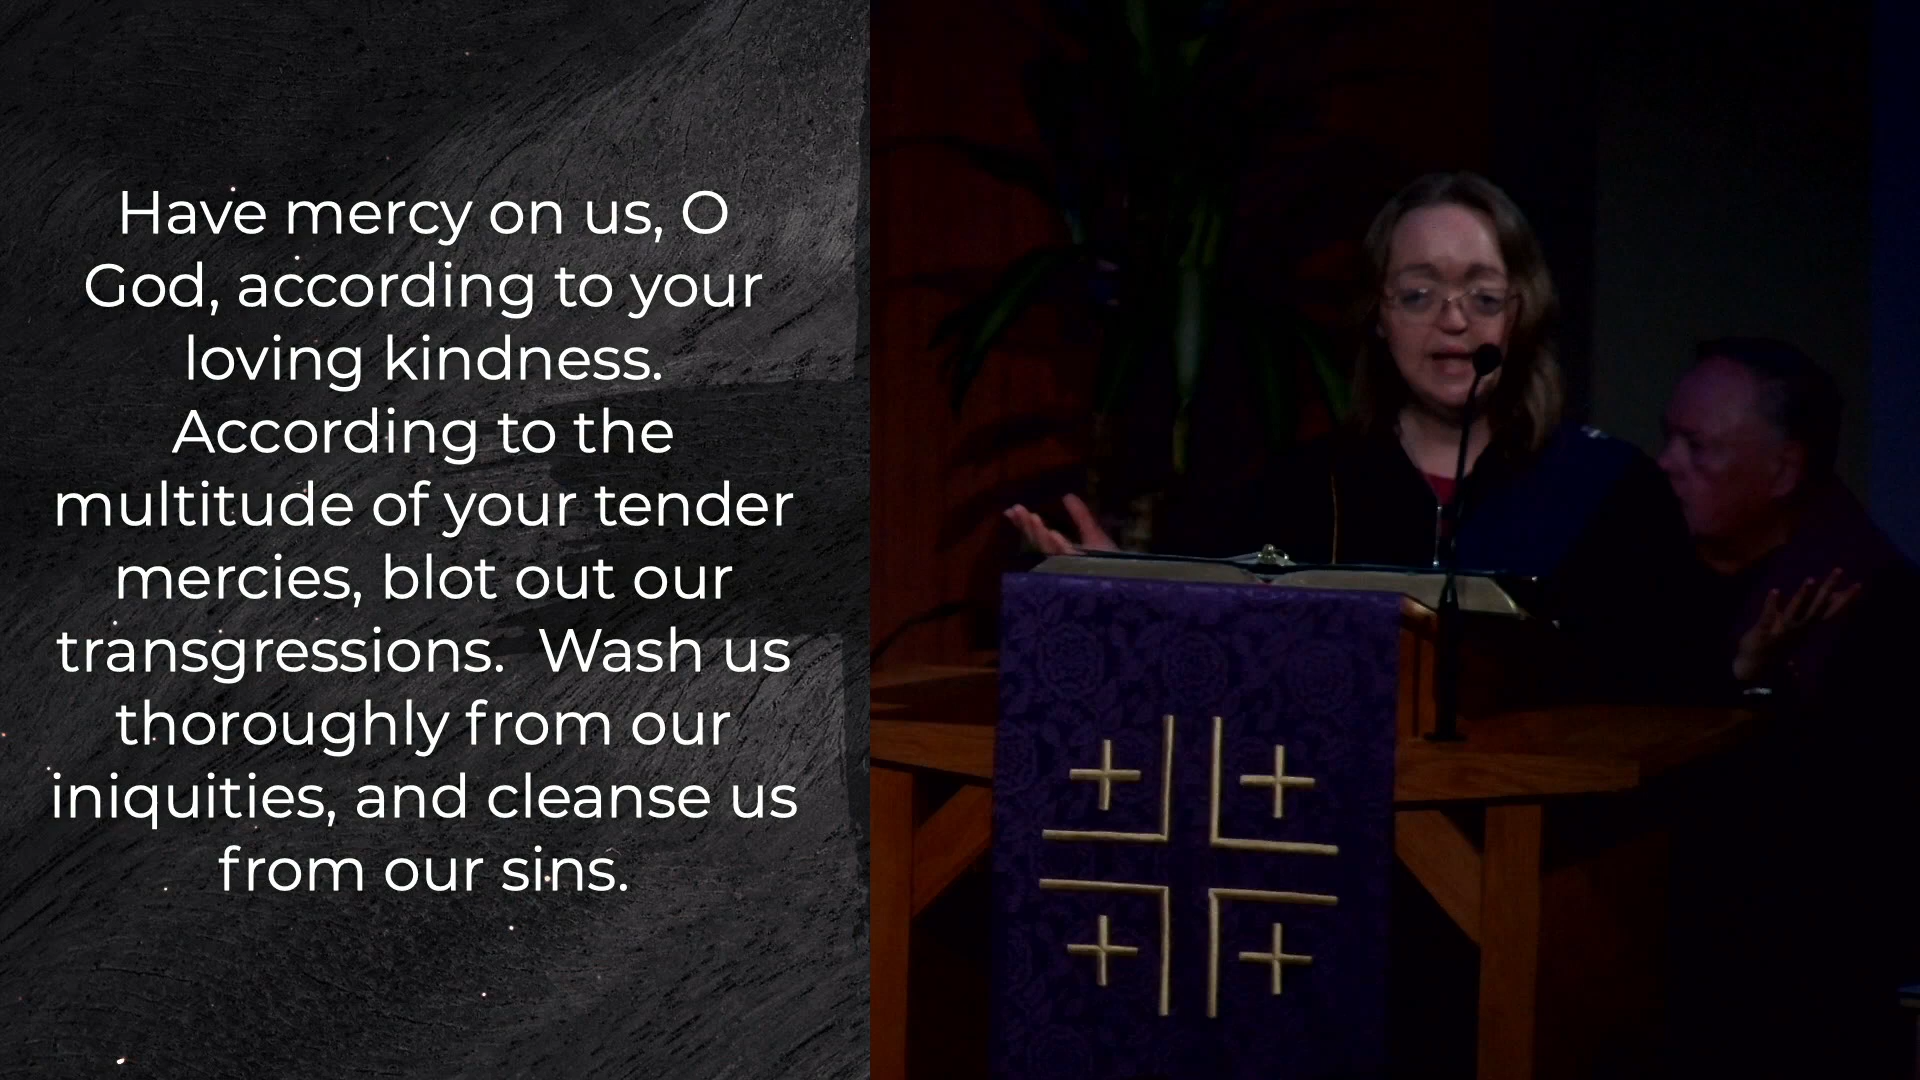 Have mercy on us, O
God, according to your
loving kindness.
According to the
multitude of your tender
mercies, blot out our
transgressions.  Wash us
thoroughly from our
iniquities, and cleanse us
from our sins.